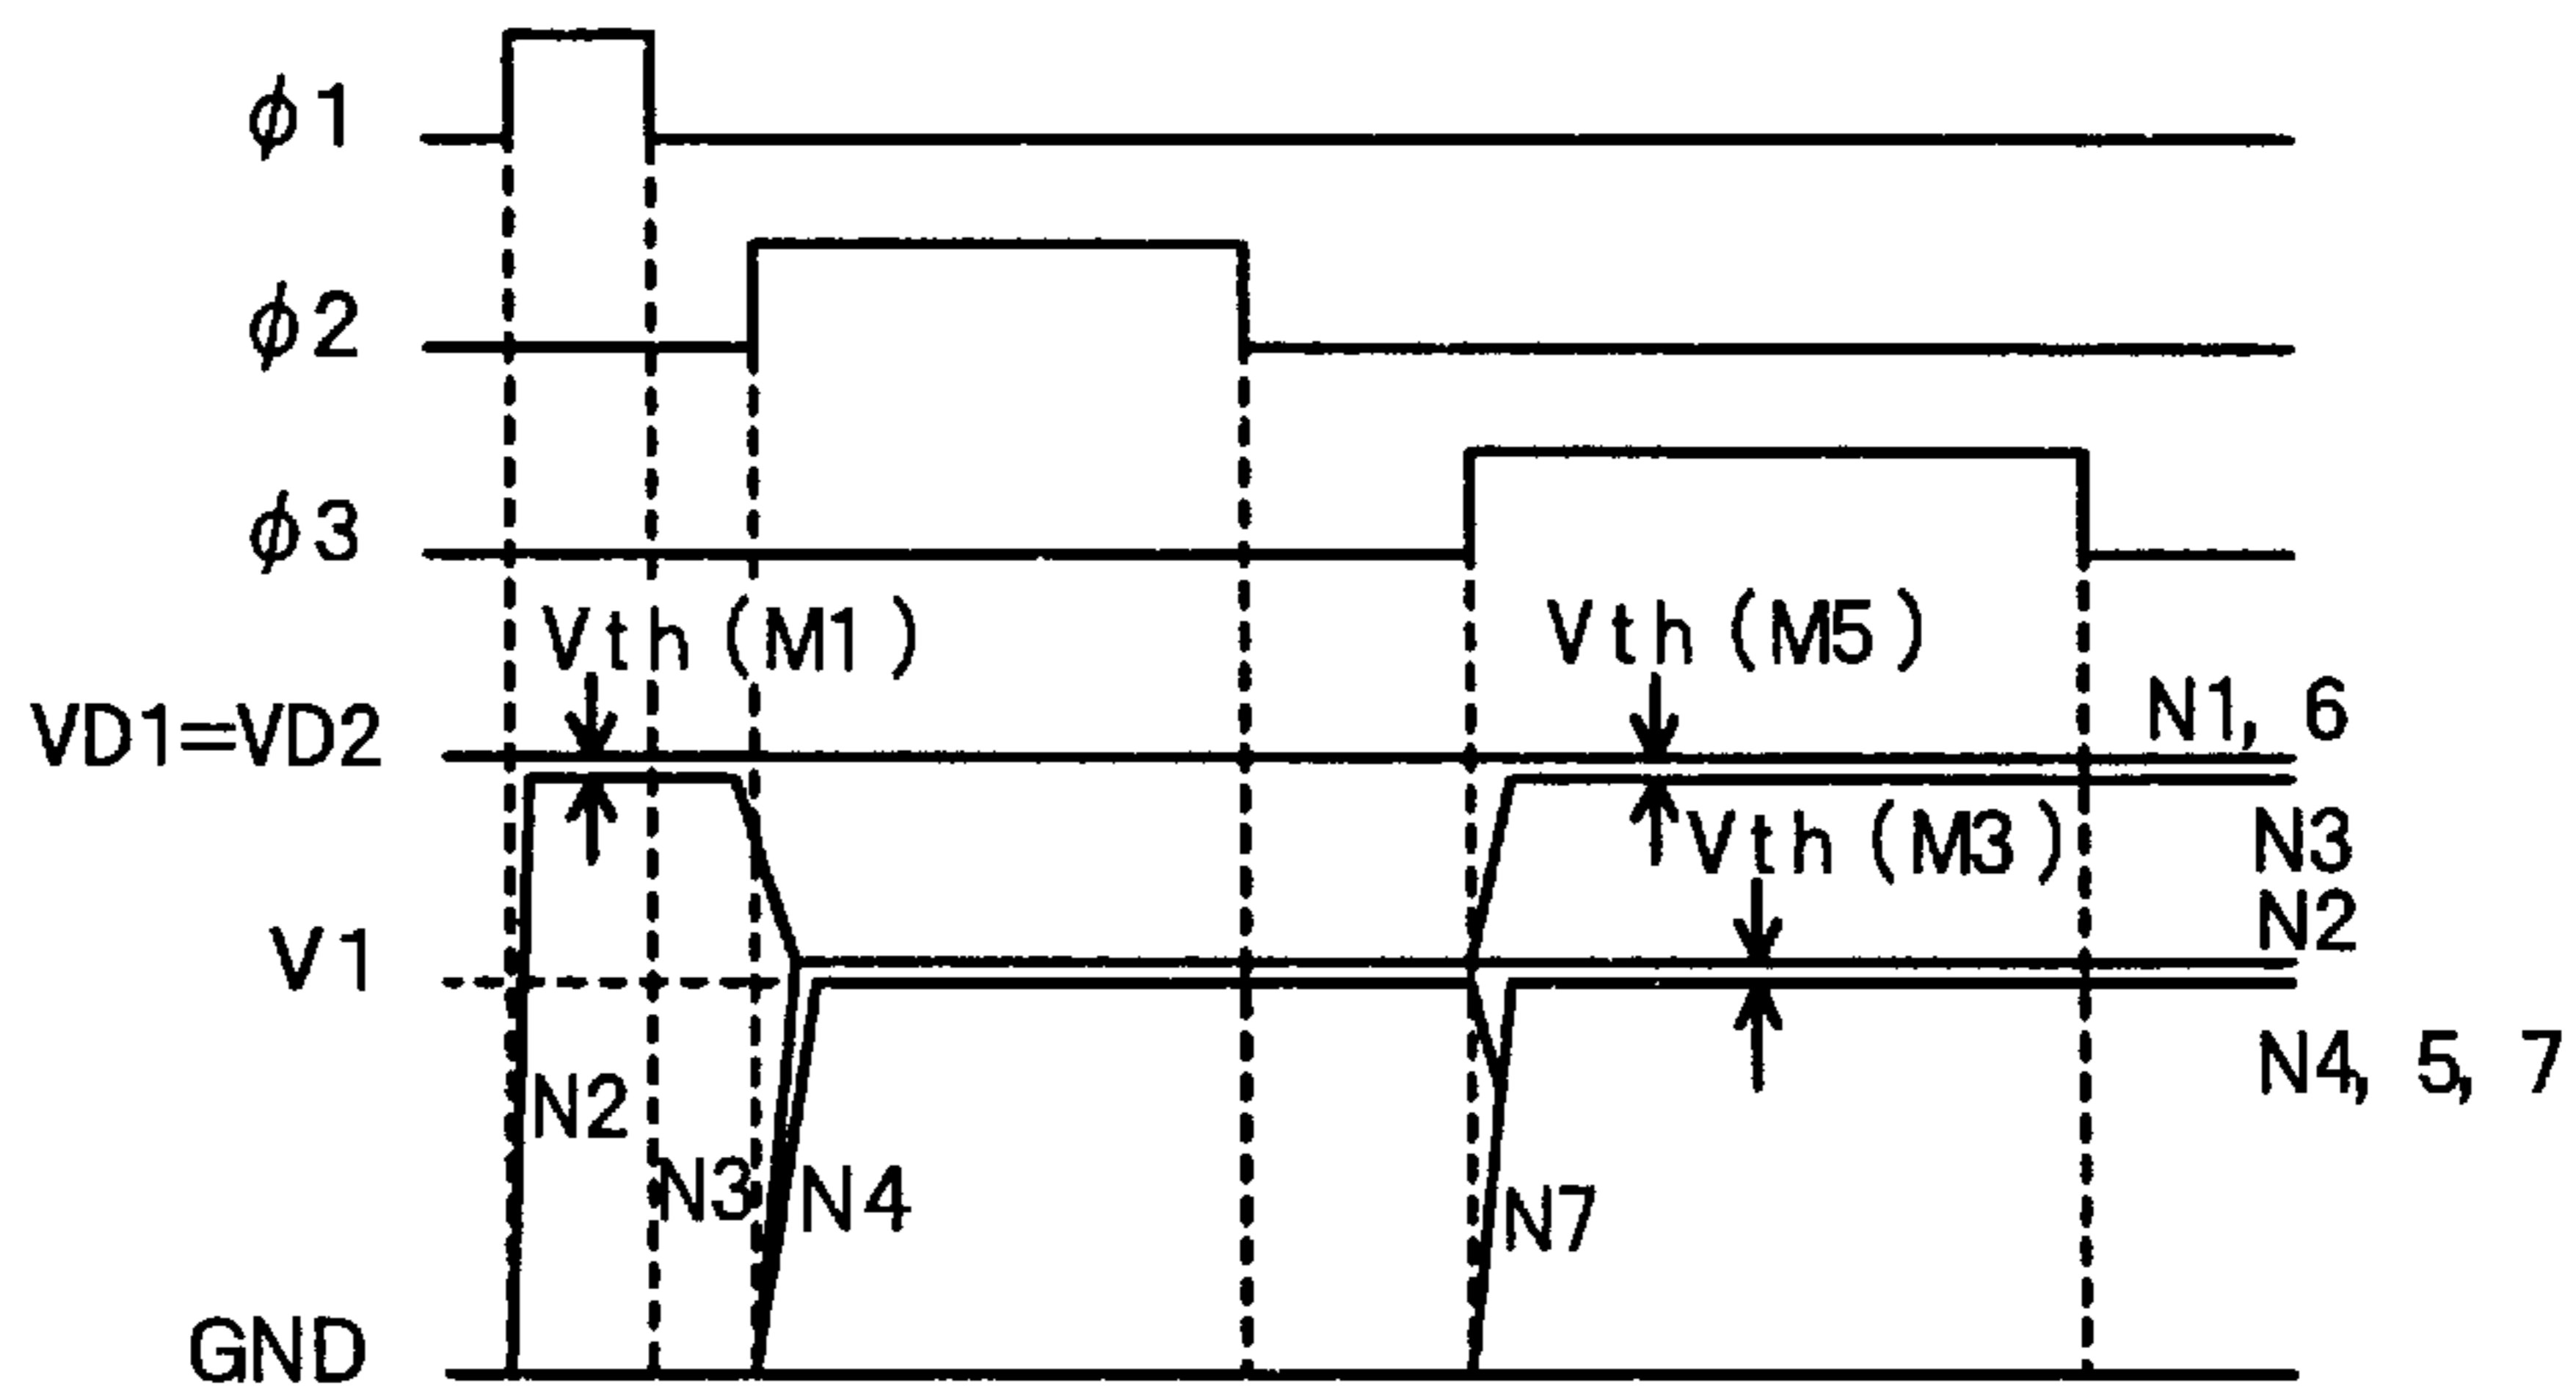 ϕ1
ϕ2
ϕ3
Vth(M1)
Vth(M5)
VD1=VD2
N1, 6
Vth(M3)
N3
N2
V1
N4, 5, 7
N2
N3
N4
N7
GND